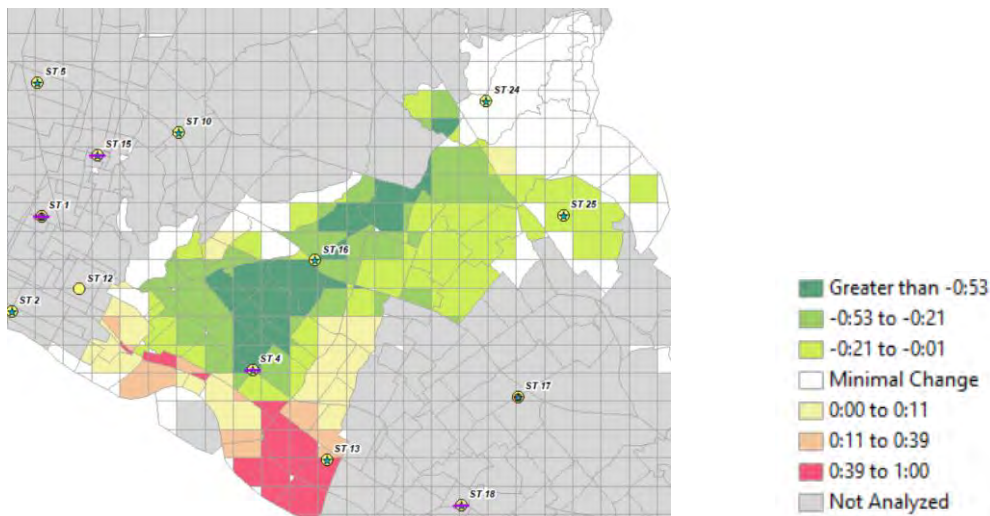 ST 5
ST 24
ST 10
ST 15
ST 1
ST 25
ST 16
ST 12
ST 2
ST 4
ST 17
ST 13
ST 18
Greater than -0:53
-0:53 to -0:21
-0:21 to -0:01
Minimal Change
0:00 to 0:11
0:11 to 0:39
0:39 to 1:00
Not Analyzed